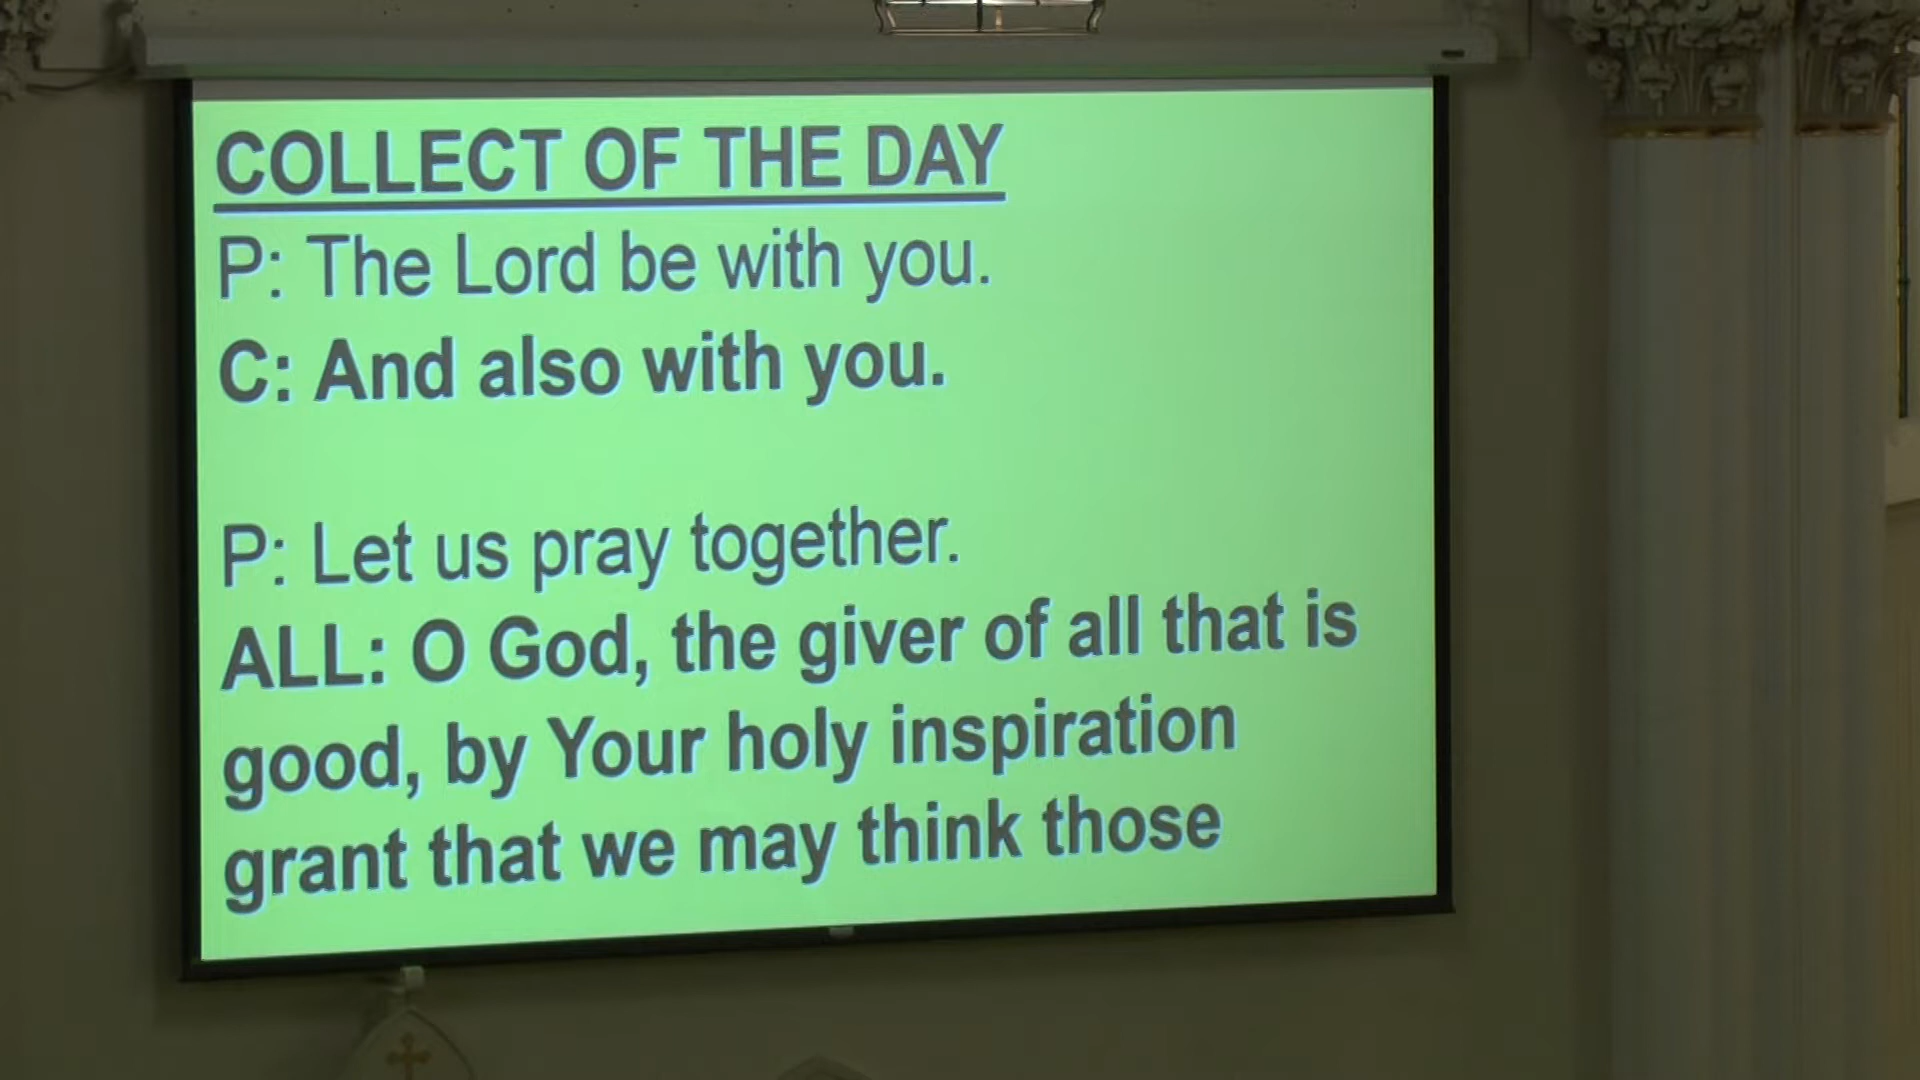 COLLECT OF THE DAY
P: The Lord be with you.
C: And also with you.
P: Let us pray together.
ALL: O God, the giver of all that is
good, by Your holy inspiration
grant that we may think those